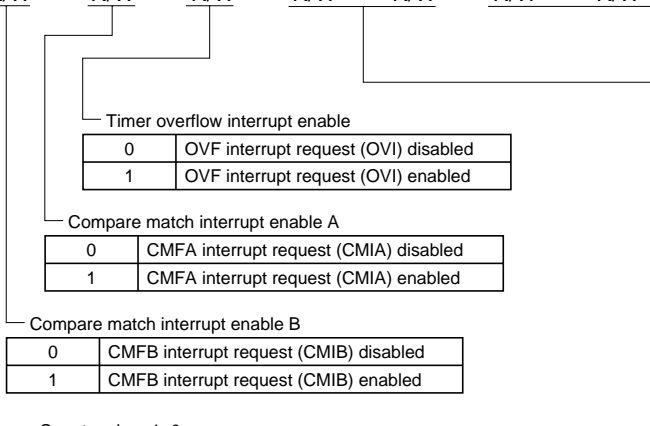 R/W R/W R/W R/W R/W R/W
Timer overflow interrupt enable
0 OVF interrupt request (OVI) disabled
1 OVF interrupt request (OVI) enabled
Compare match interrupt enable A
0 CMFA interrupt request (CMIA) disabled
1 CMFA interrupt request (CMIA) enabled
Compare match interrupt enable B
0 CMFB interrupt request (CMIB) disabled
1 CMFB interrupt request (CMIB) enabled